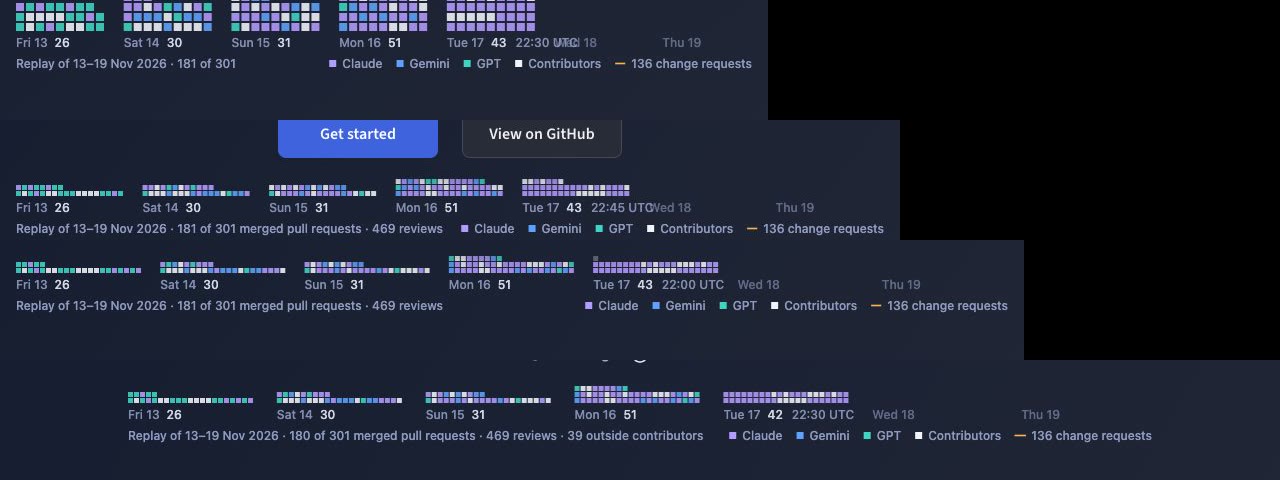 Fri 13 26 Sat 14 30 Sun 15 31 Mon 16 51 Tue 17 43 22:30 UTC Wed 18 Thu 19
Replay of 13–19 Nov 2026 · 181 of 301 Claude Gemini GPT Contributors 136 change requests
Get started View on GitHub
Fri 13 26 Sat 14 30 Sun 15 31 Mon 16 51 Tue 17 43 22:45 UTC Wed 18 Thu 19
Replay of 13–19 Nov 2026 · 181 of 301 merged pull requests · 469 reviews Claude Gemini GPT Contributors 136 change requests
Fri 13 26 Sat 14 30 Sun 15 31 Mon 16 51 Tue 17 43 22:00 UTC Wed 18 Thu 19
Replay of 13–19 Nov 2026 · 181 of 301 merged pull requests · 469 reviews Claude Gemini GPT Contributors 136 change requests
Fri 13 26 Sat 14 30 Sun 15 31 Mon 16 51 Tue 17 42 22:30 UTC Wed 18 Thu 19
Replay of 13–19 Nov 2026 · 180 of 301 merged pull requests · 469 reviews · 39 outside contributors Claude Gemini GPT Contributors 136 change requests